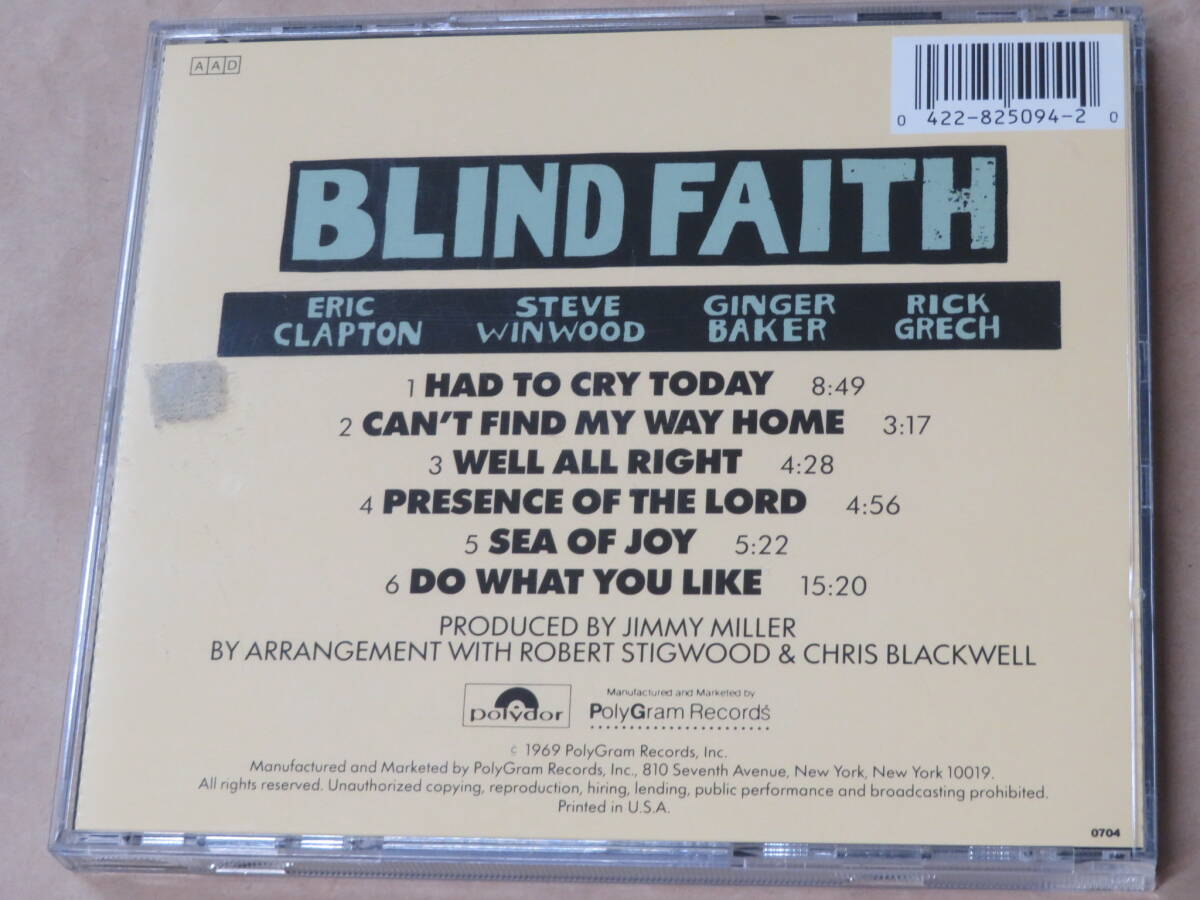 AAD
0 422-825094-2 0
BLIND FAITH
ERIC CLAPTON STEVE WINWOOD GINGER BAKER RICK GRECH
1 HAD TO CRY TODAY 8:49
2 CAN'T FIND MY WAY HOME 3:17
3 WELL ALL RIGHT 4:28
4 PRESENCE OF THE LORD 4:56
5 SEA OF JOY 5:22
6 DO WHAT YOU LIKE 15:20
PRODUCED BY JIMMY MILLER
BY ARRANGEMENT WITH ROBERT STIGWOOD & CHRIS BLACKWELL
polydor
Manufactured and Marketed by
PolyGram Records
© 1969 PolyGram Records, Inc.
Manufactured and Marketed by PolyGram Records, Inc., 810 Seventh Avenue, New York, New York 10019.
All rights reserved. Unauthorized copying, reproduction, hiring, lending, public performance and broadcasting prohibited.
Printed in U.S.A.
0704